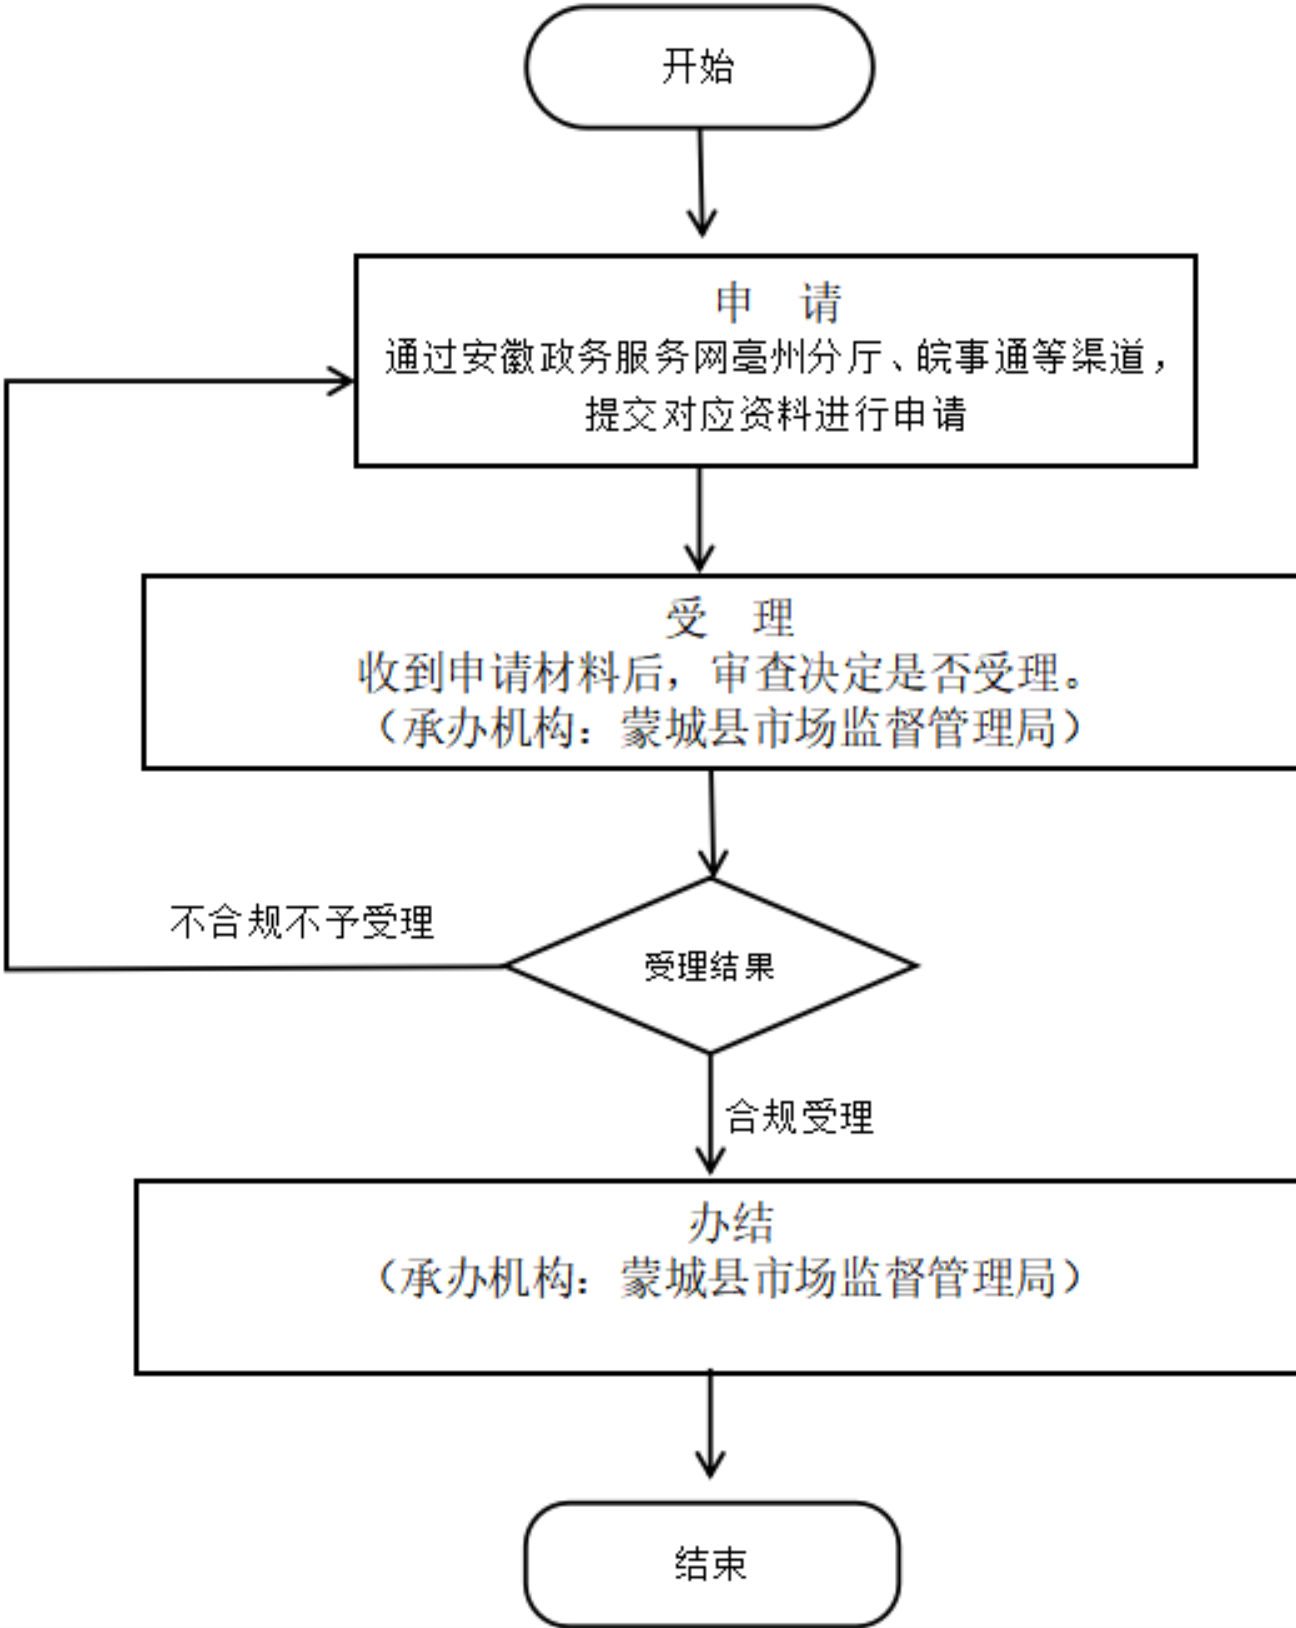 开始
申 请
通过安徽政务服务网亳州分厅、皖事通等渠道，
提交对应资料进行申请
受 理
收到申请材料后，审查决定是否受理。
（承办机构：蒙城县市场监督管理局）
不合规不予受理
受理结果
合规受理
办结
（承办机构：蒙城县市场监督管理局）
结束